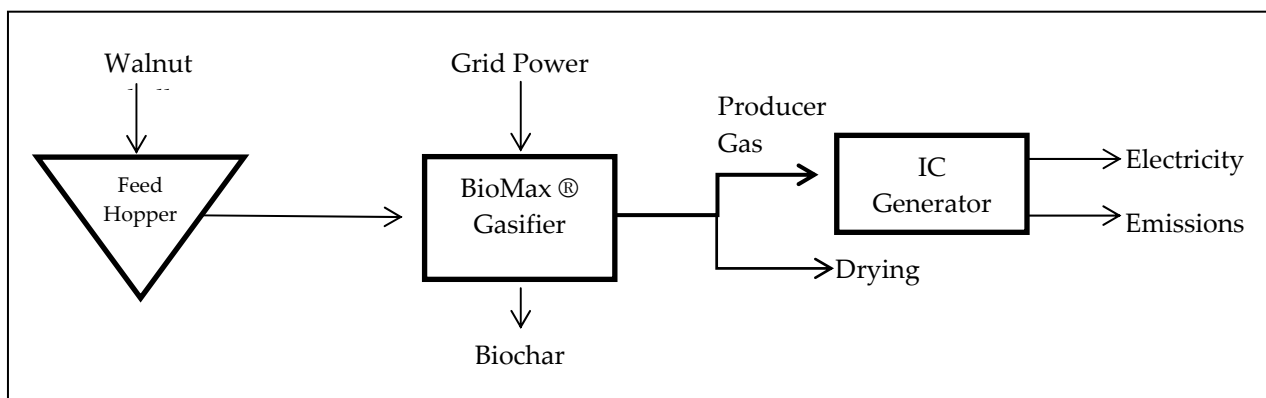 Walnut
Grid Power
Producer
Gas
Feed
Hopper
BioMax ®
Gasifier
IC
Generator
Electricity
Emissions
Drying
Biochar